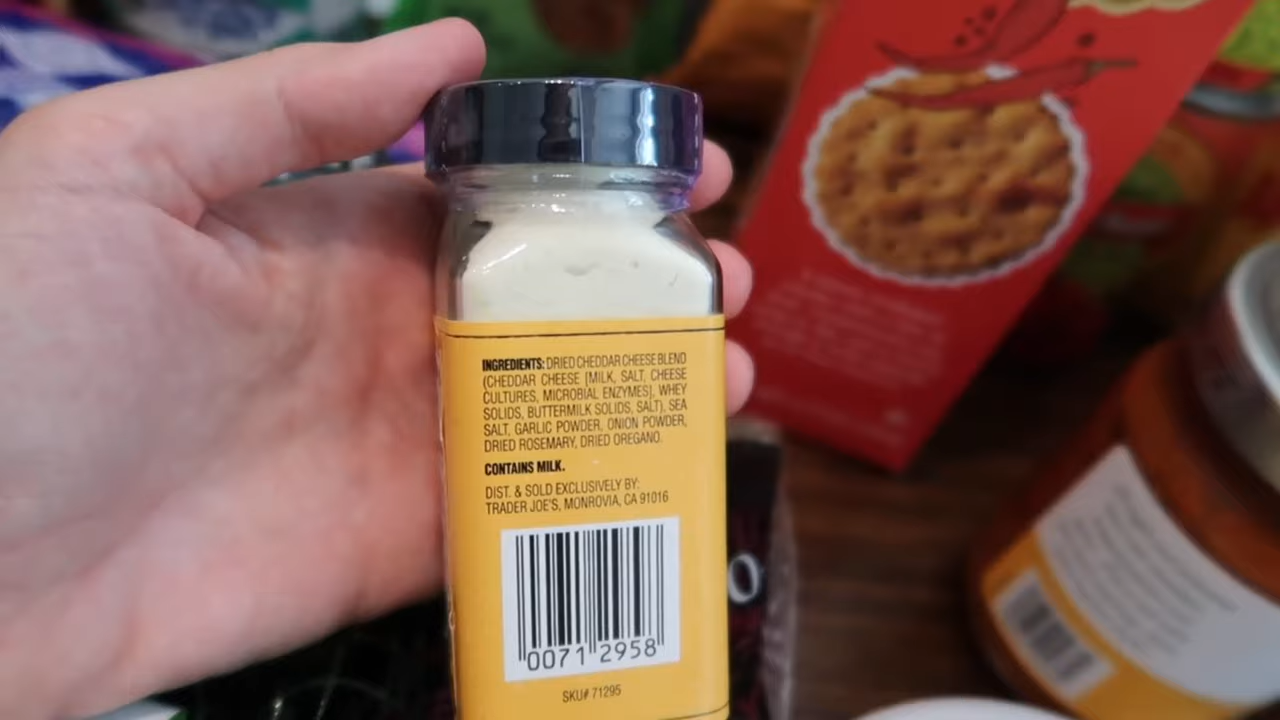 INGREDIENTS: DRIED CHEDDAR CHEESE BLEND
(CHEDDAR CHEESE [MILK, SALT, CHEESE
CULTURES, MICROBIAL ENZYMES], WHEY
SOLIDS, BUTTERMILK SOLIDS, SALT), SEA
SALT, GARLIC POWDER, ONION POWDER,
DRIED ROSEMARY, DRIED OREGANO.
CONTAINS MILK.
DIST. & SOLD EXCLUSIVELY BY:
TRADER JOE'S, MONROVIA, CA 91016
0071 2958
SKU# 71295